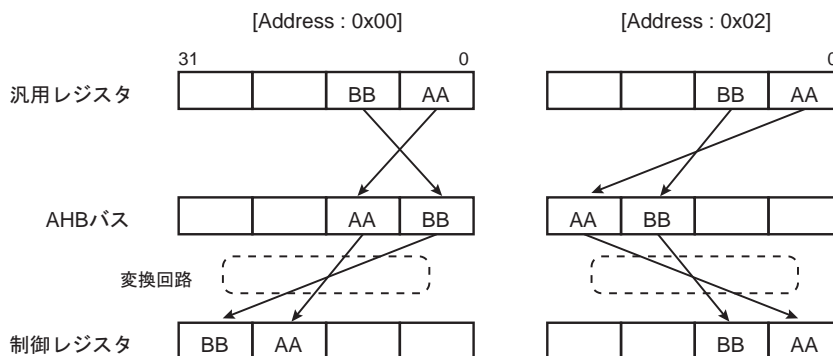 [Address : 0x00] [Address : 0x02]
31 0 0
汎用レジスタ BB AA BB AA
AHBバス AA BB AA BB
変換回路
制御レジスタ BB AA BB AA